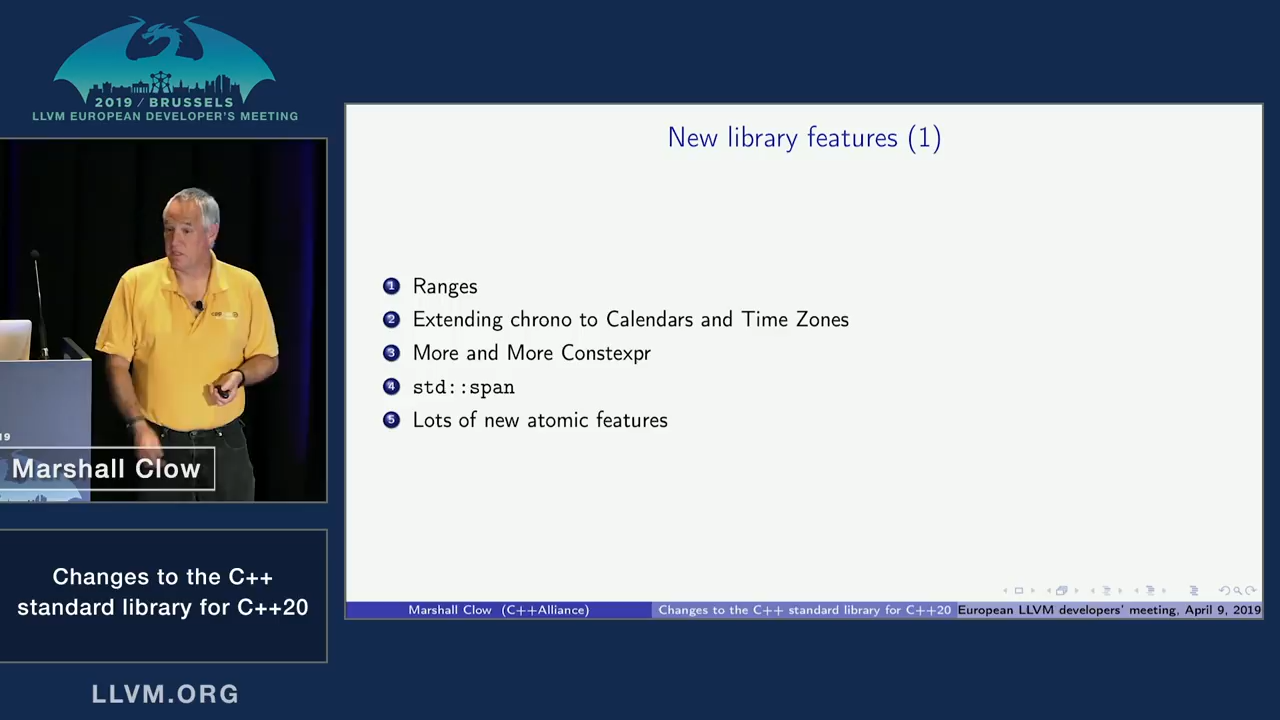 2019 / BRUSSELS
LLVM EUROPEAN DEVELOPER'S MEETING
New library features (1)
1 Ranges
2 Extending chrono to Calendars and Time Zones
3 More and More Constexpr
4 std::span
5 Lots of new atomic features
19
Marshall Clow
Changes to the C++
standard library for C++20
Marshall Clow (C++Alliance) Changes to the C++ standard library for C++20 European LLVM developers' meeting, April 9, 2019
LLVM.ORG